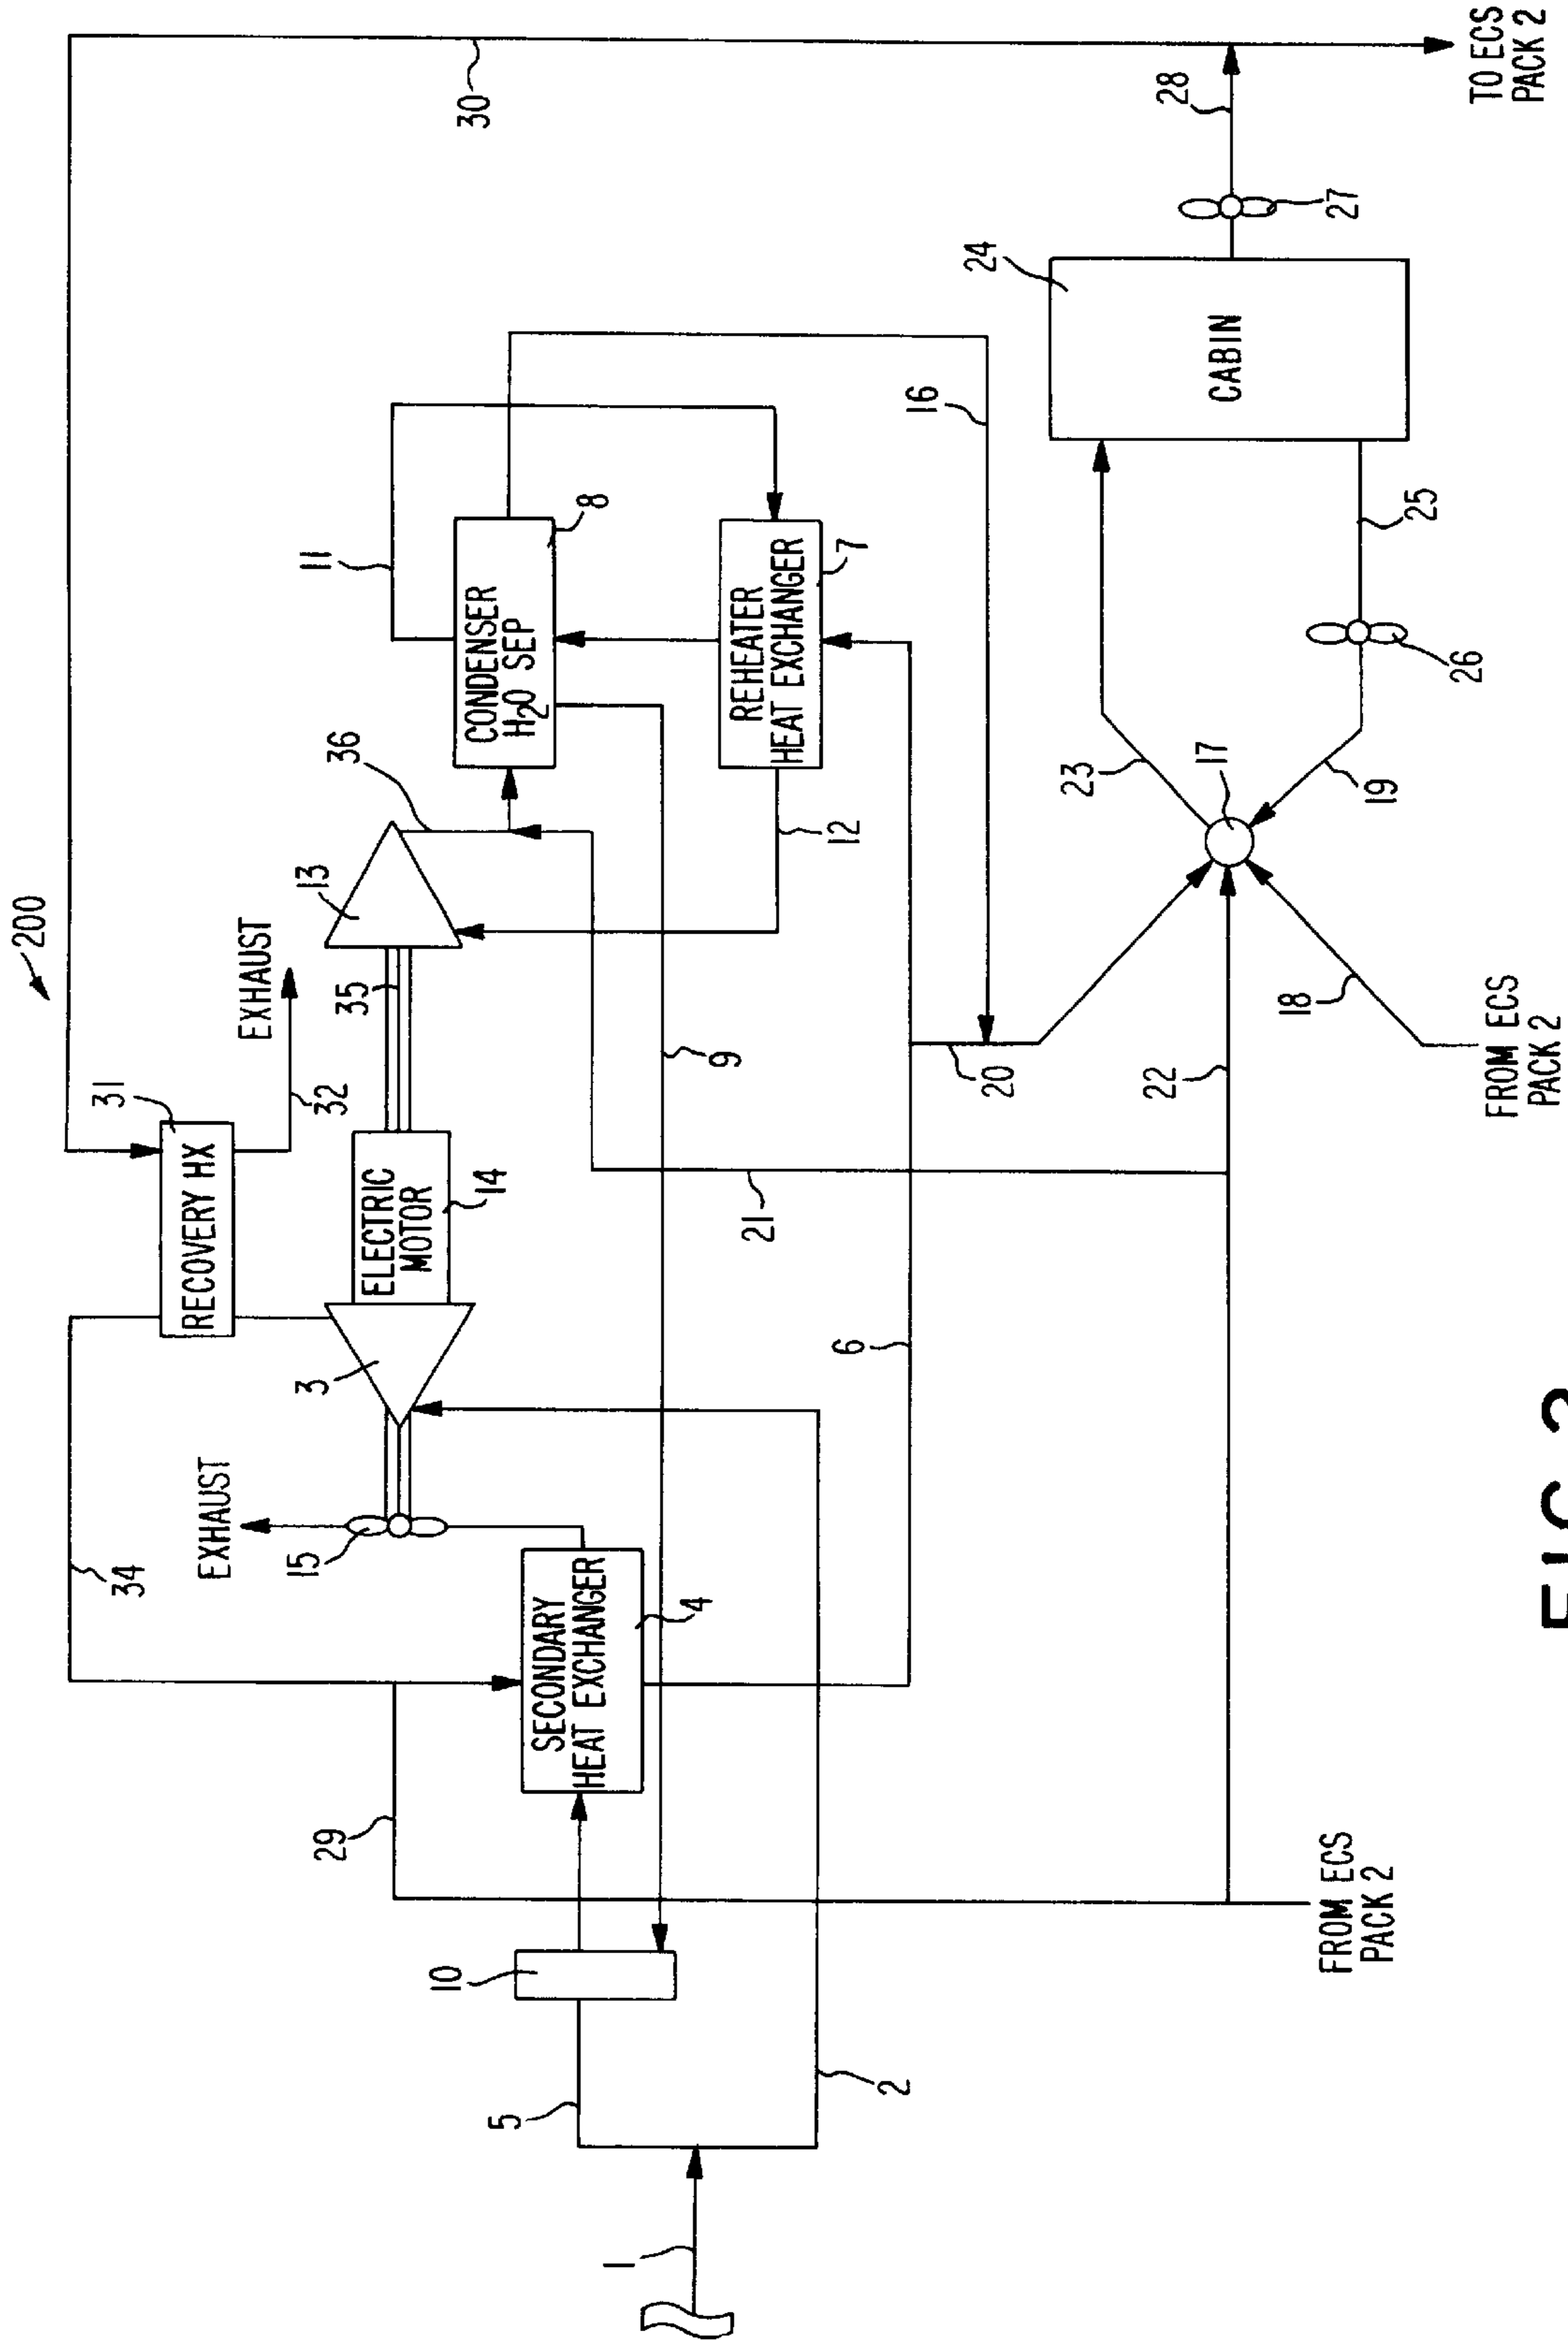 200
34
31
RECOVERY HX
EXHAUST
EXHAUST
15
3
32
13
11
29
35
36
ELECTRIC
MOTOR
10
14
30
CONDENSER
H2O SEP
5
8
SECONDARY
HEAT EXCHANGER
1
4
9
REHEATER
HEAT EXCHANGER
21
12
7
6
2
16
20
24
23
22
28
17
CABIN
18
27
FROM ECS
PACK 2
19
25
26
FROM ECS
PACK 2
TO ECS
PACK 2